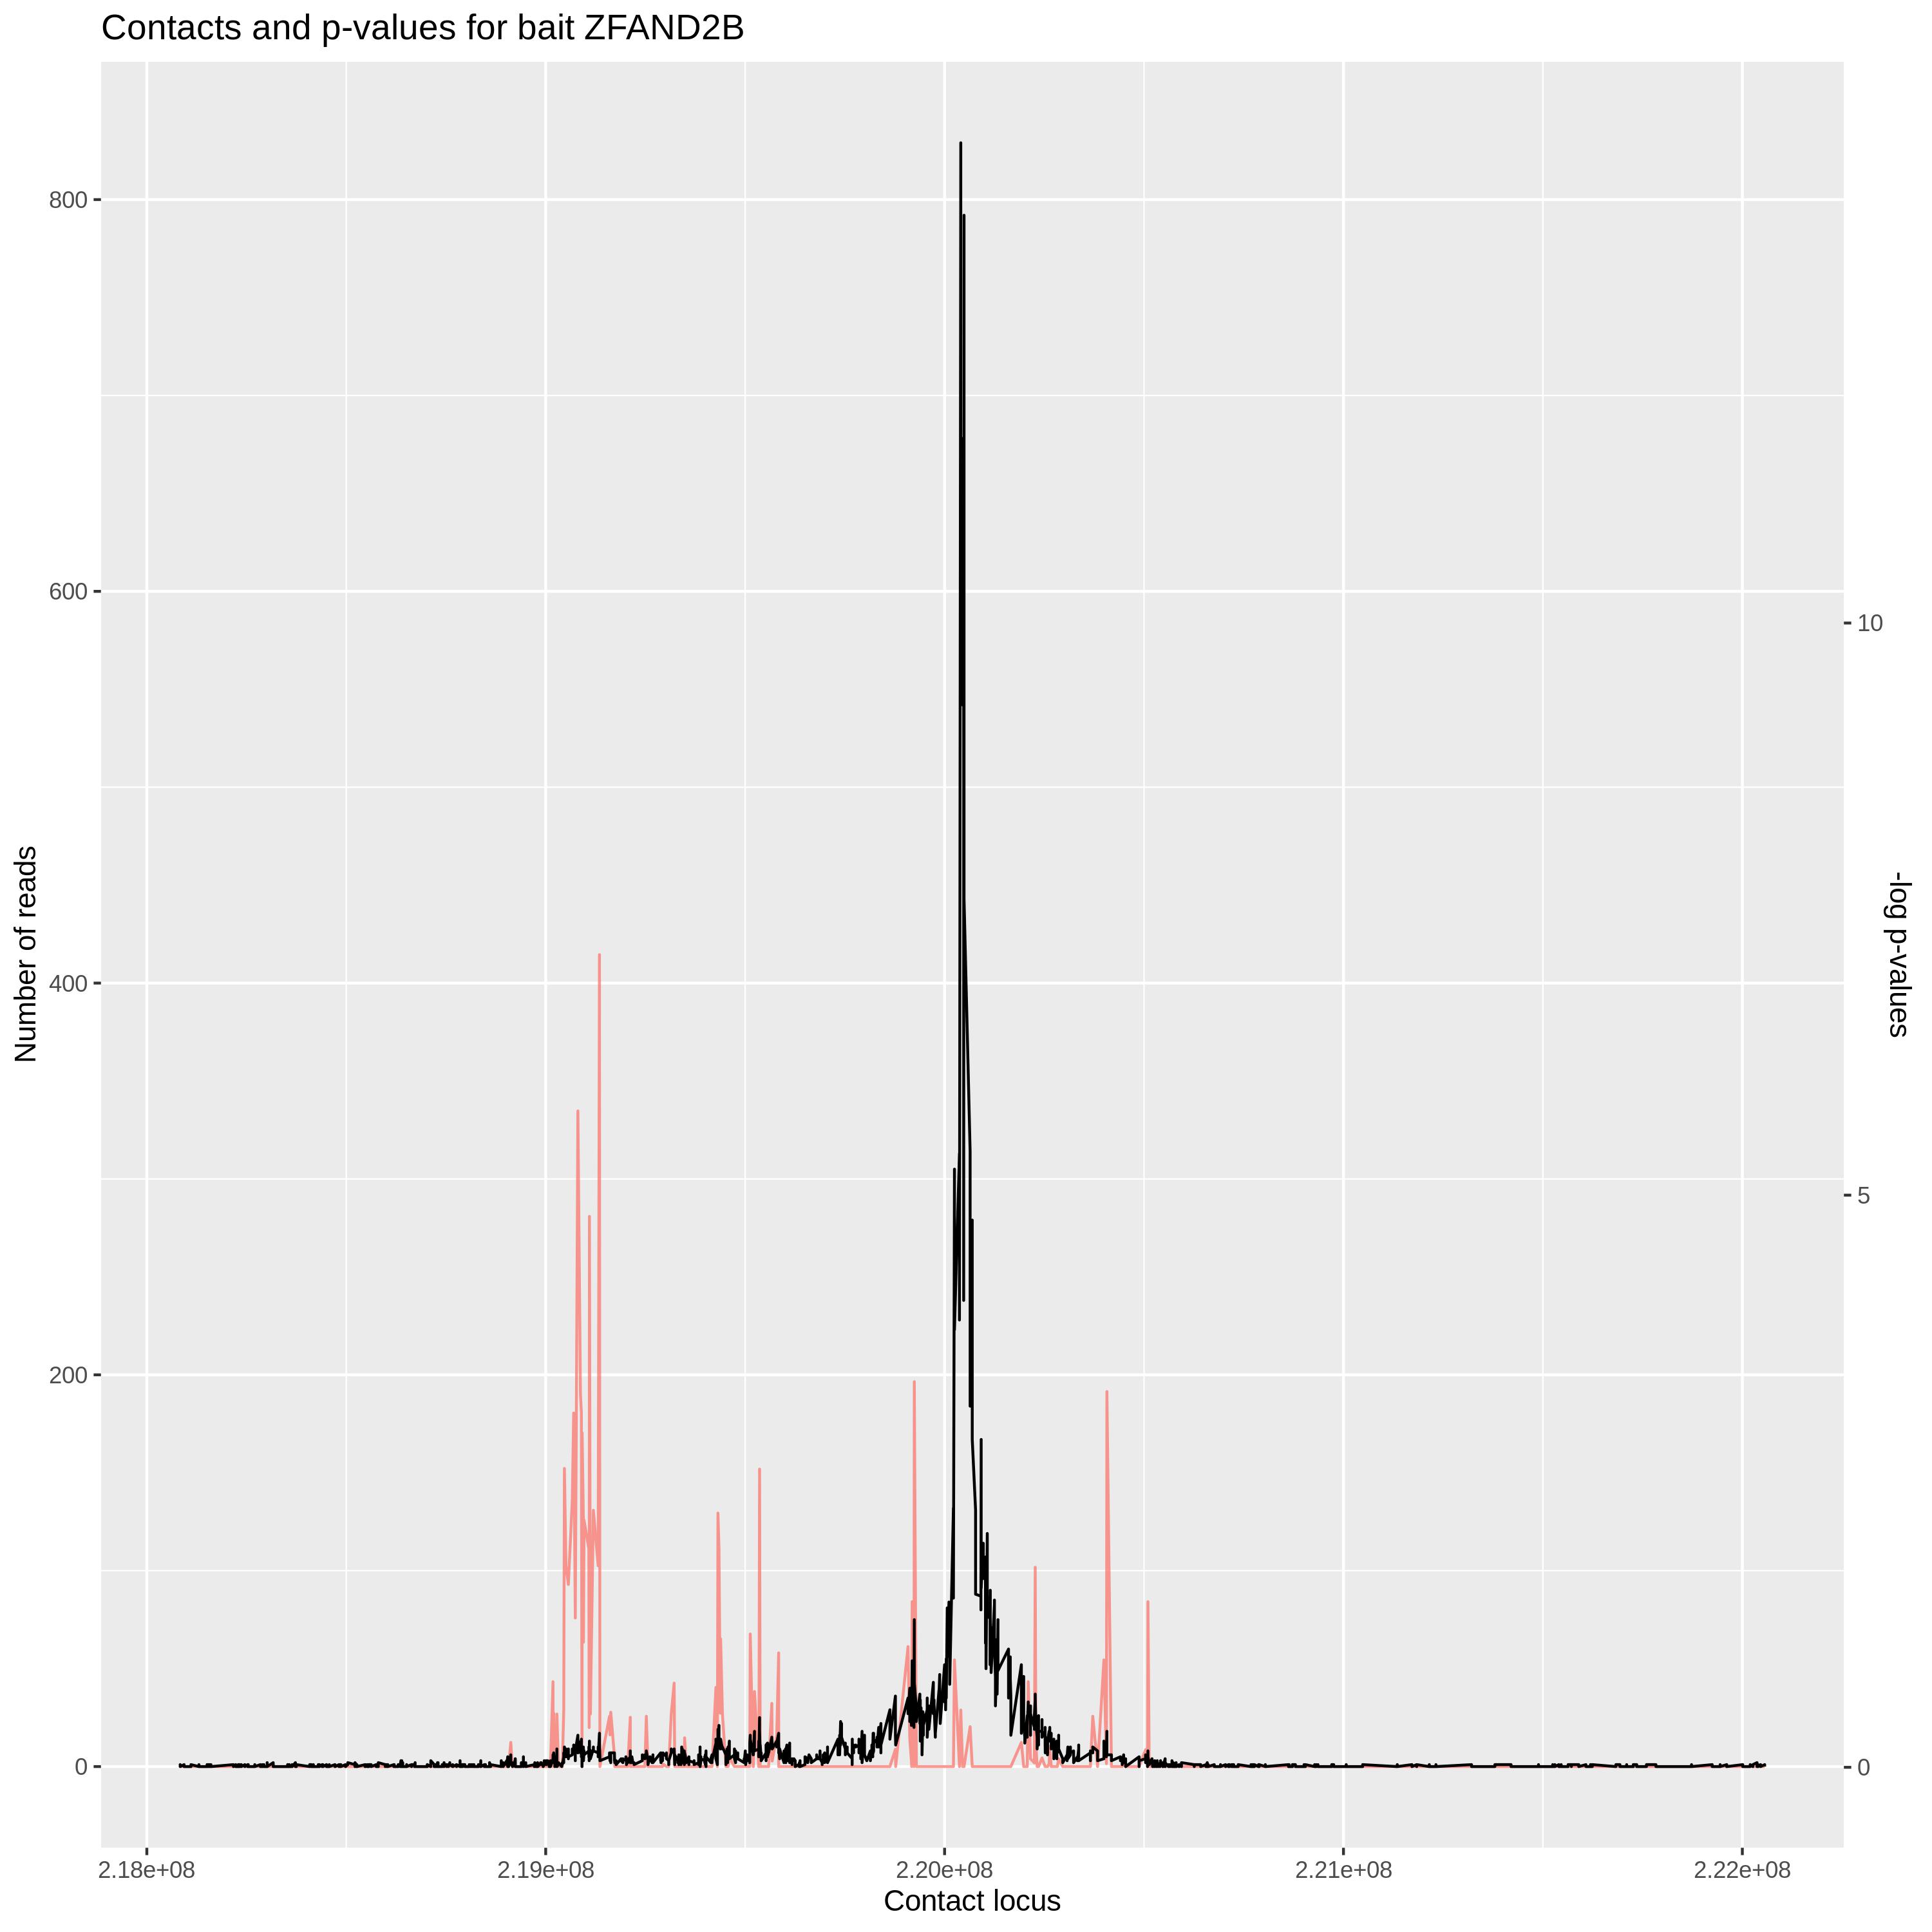 Contacts and p-values for bait ZFAND2B
800
600
400
200
0
Number of reads
10
5
0
-log p-values
2.18e+08 2.19e+08 2.20e+08 2.21e+08 2.22e+08
Contact locus